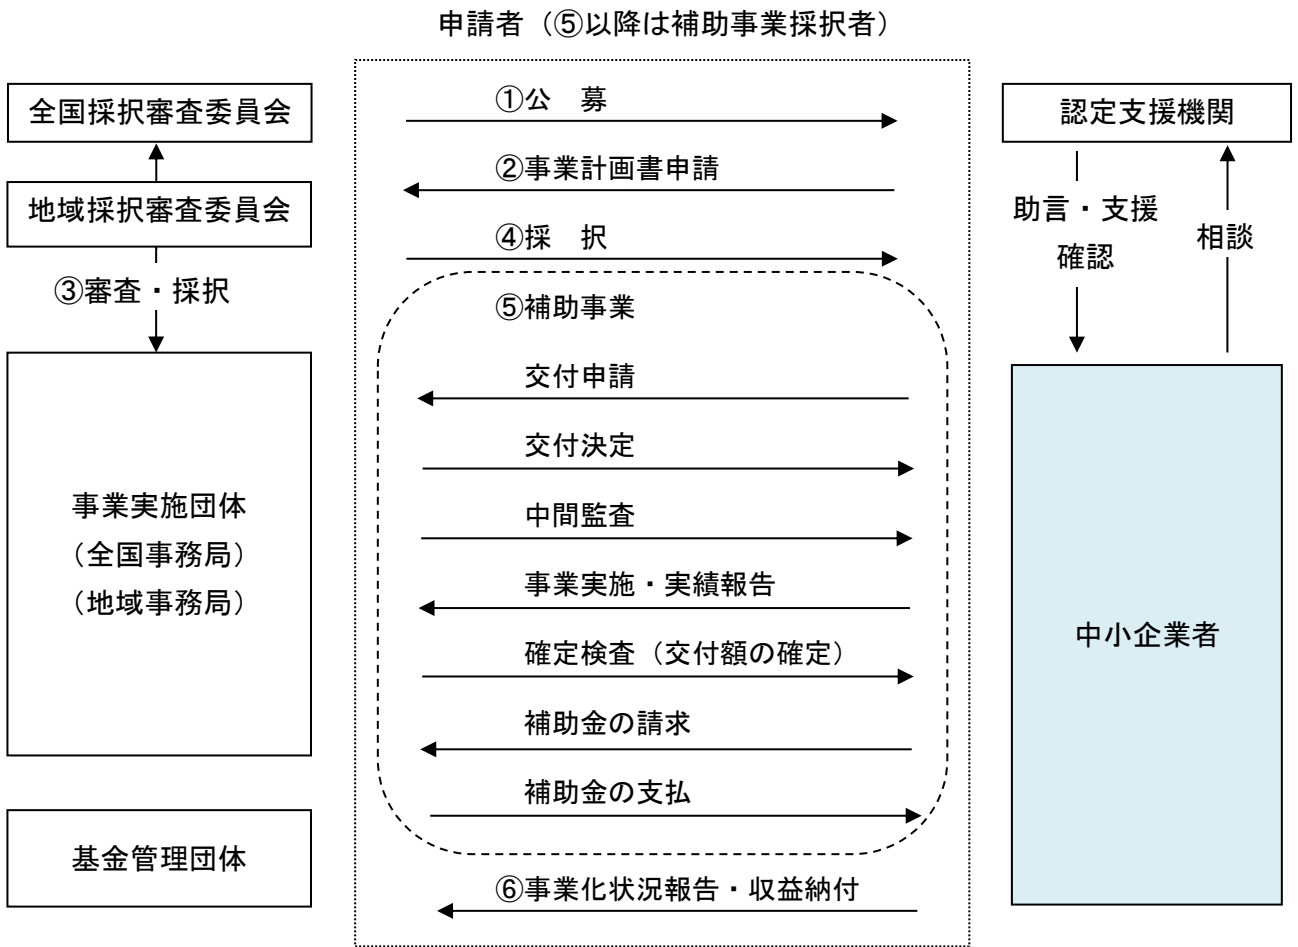 申請者（⑤以降は補助事業採択者）
全国採択審査委員会
地域採択審査委員会
③審査・採択
事業実施団体
（全国事務局）
（地域事務局）
基金管理団体
①公　募
②事業計画書申請
④採　択
⑤補助事業
交付申請
交付決定
中間監査
事業実施・実績報告
確定検査（交付額の確定）
補助金の請求
補助金の支払
⑥事業化状況報告・収益納付
認定支援機関
助言・支援
確認
相談
中小企業者